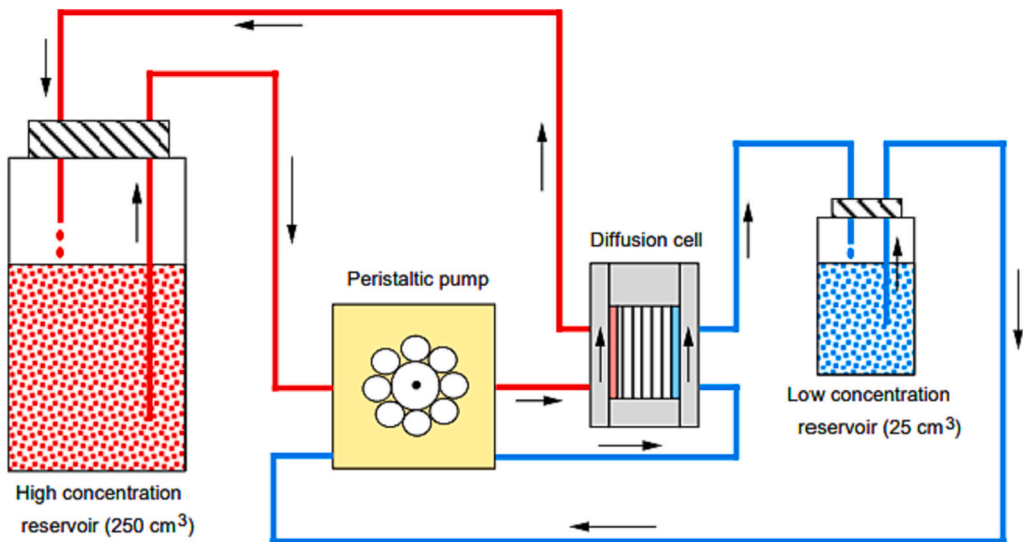 Diffusion cell
Peristaltic pump
Low concentration
reservoir (25 cm³)
High concentration
reservoir (250 cm³)